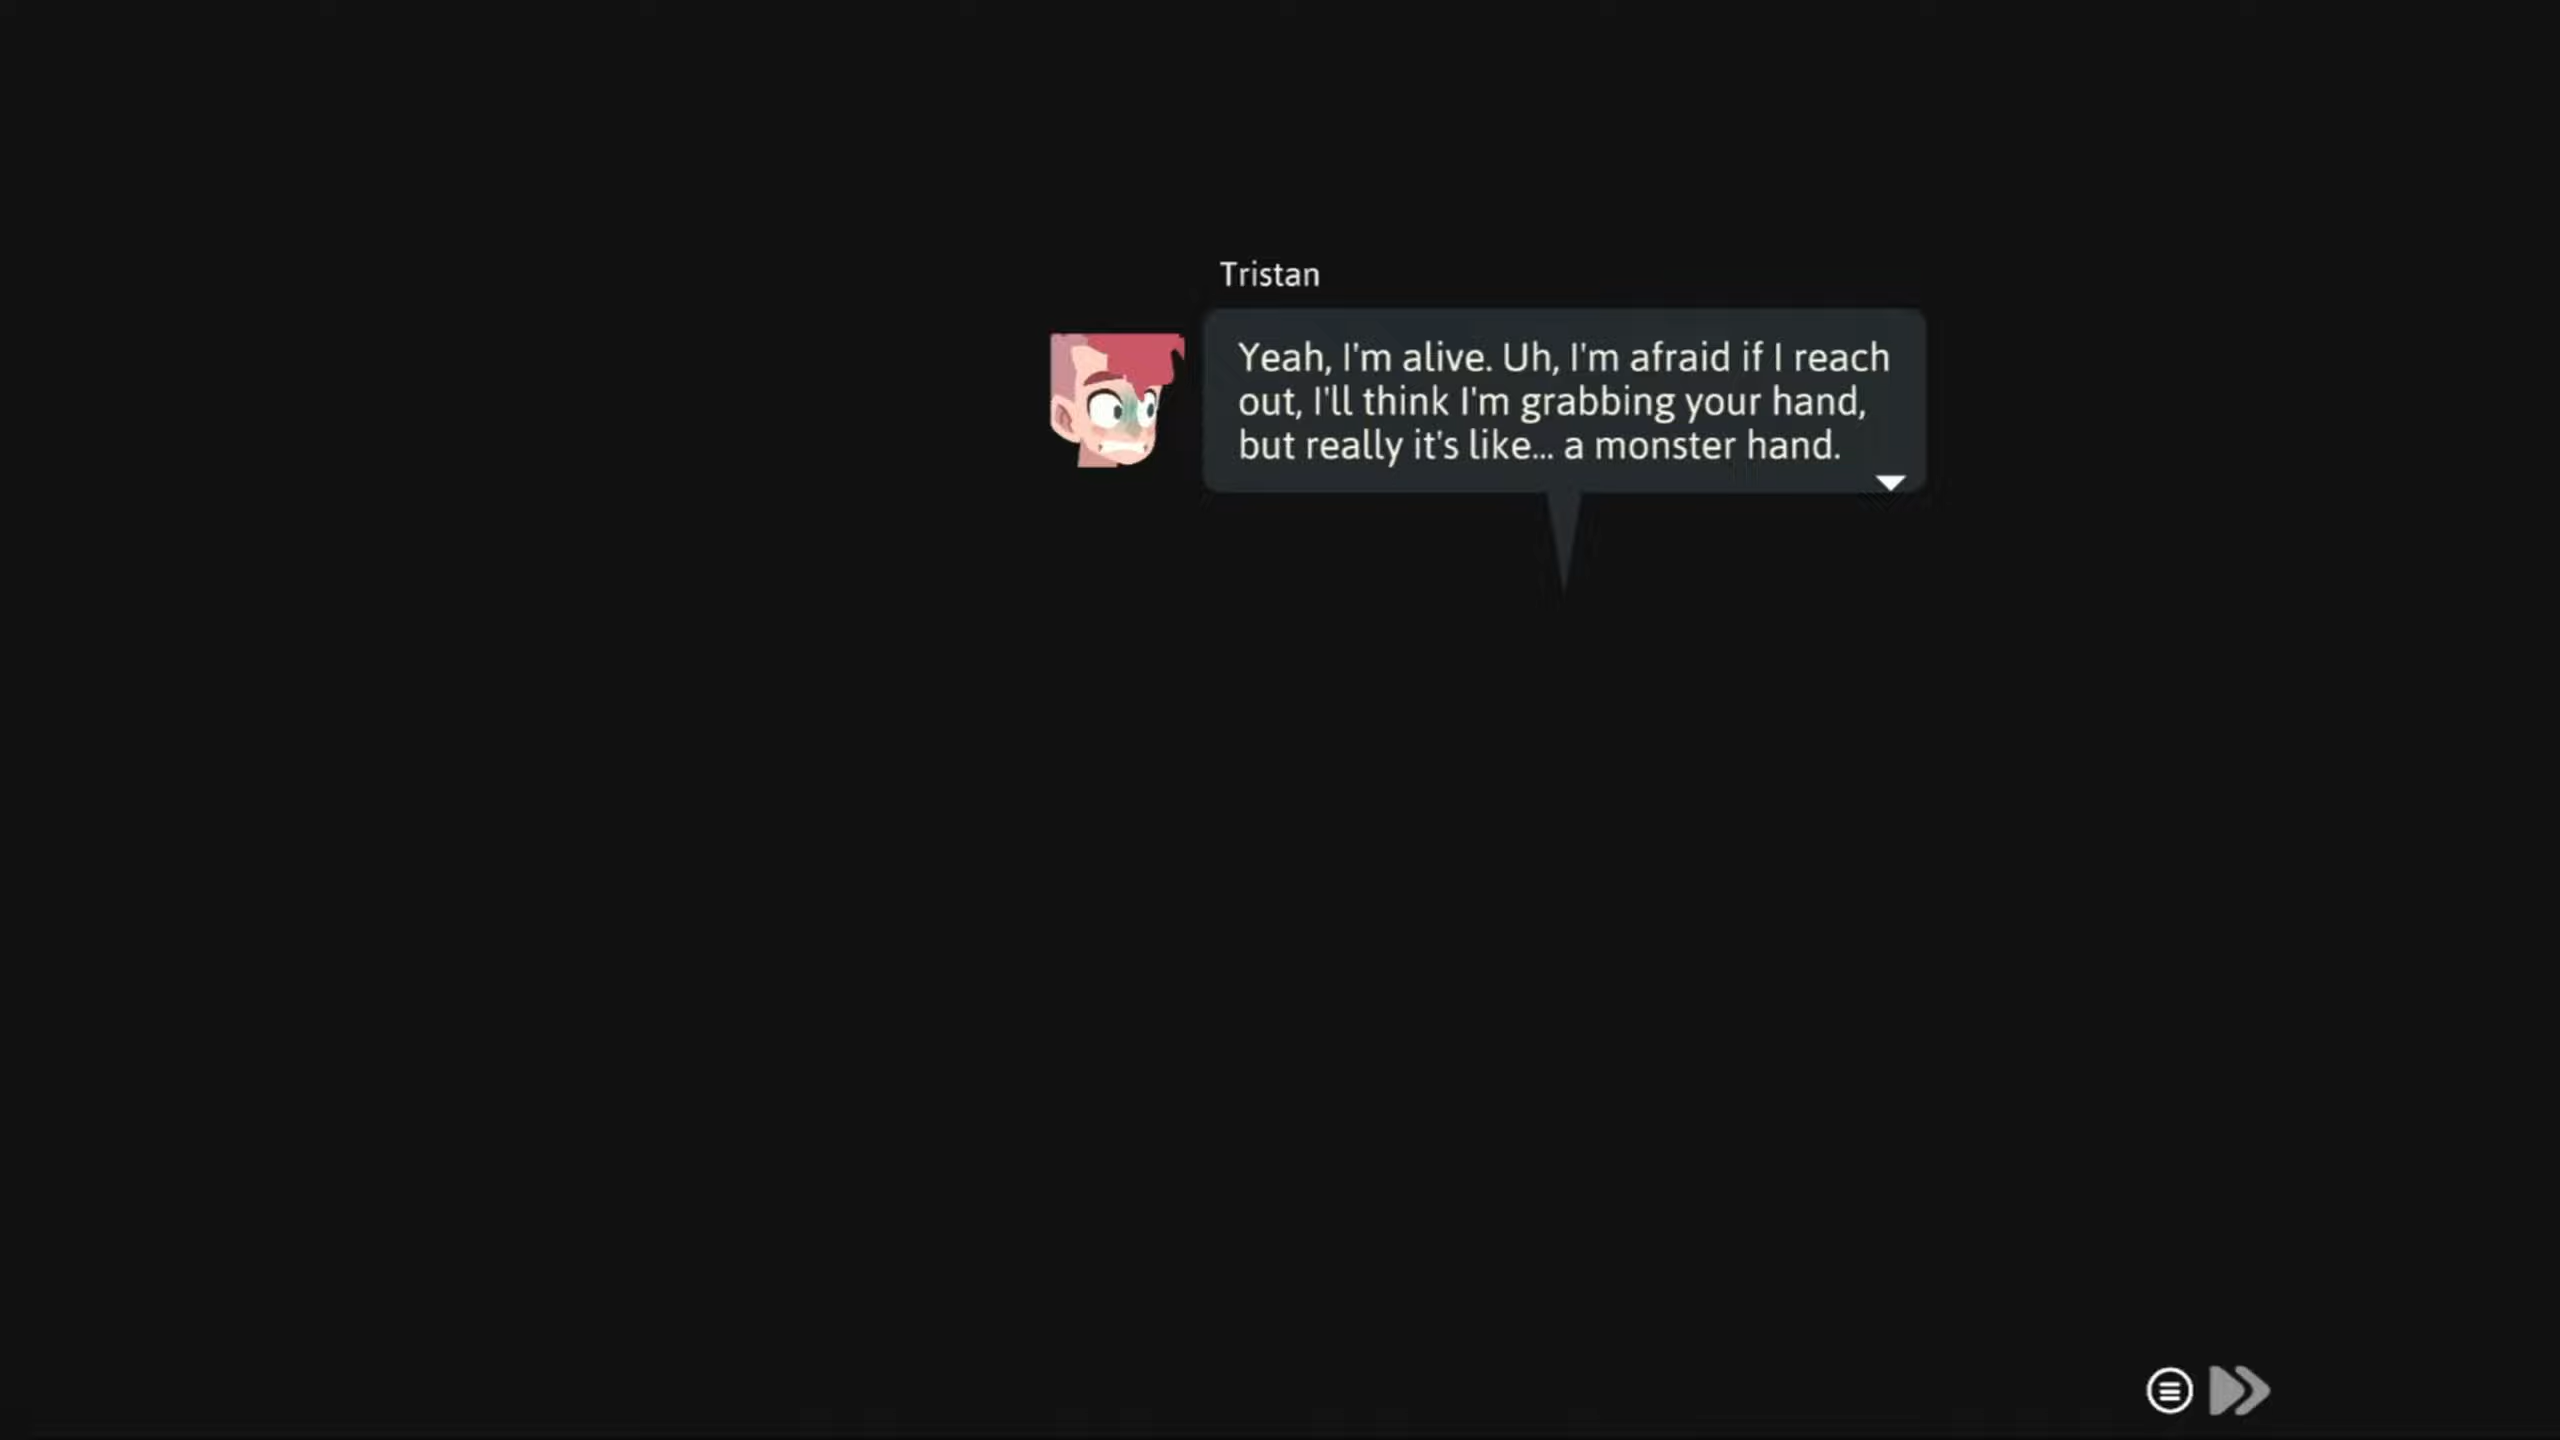 Tristan
Yeah, I'm alive. Uh, I'm afraid if I reach
out, I'll think I'm grabbing your hand,
but really it's like... a monster hand.